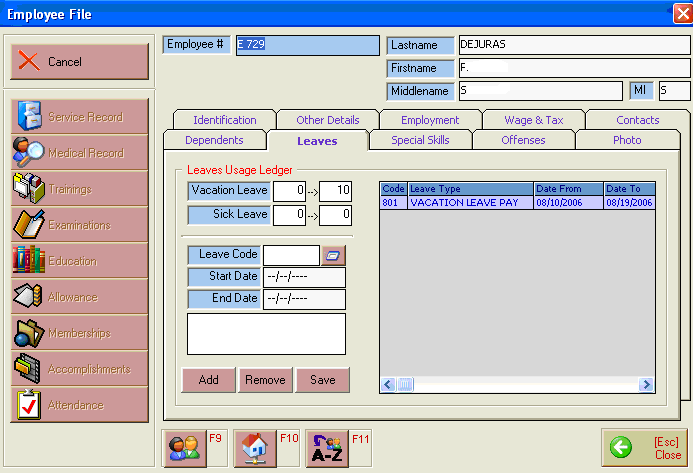 Employee File
Cancel
Service Record
Medical Record
Trainings
Examinations
Education
Allowance
Memberships
Accomplishments
Attendance
Employee # E 729
Lastname DEJURAS
Firstname F.
Middlename S MI S
Identification Other Details Employment Wage & Tax Contacts
Dependents Leaves Special Skills Offenses Photo
Leaves Usage Ledger
Vacation Leave 0 --> 10
Sick Leave 0 --> 0
Leave Code
Start Date --/--/----
End Date --/--/----
Add Remove Save
Code Leave Type Date From Date To
801 VACATION LEAVE PAY 08/10/2006 08/19/2006
F9 F10 A-Z F11
[Esc]
Close